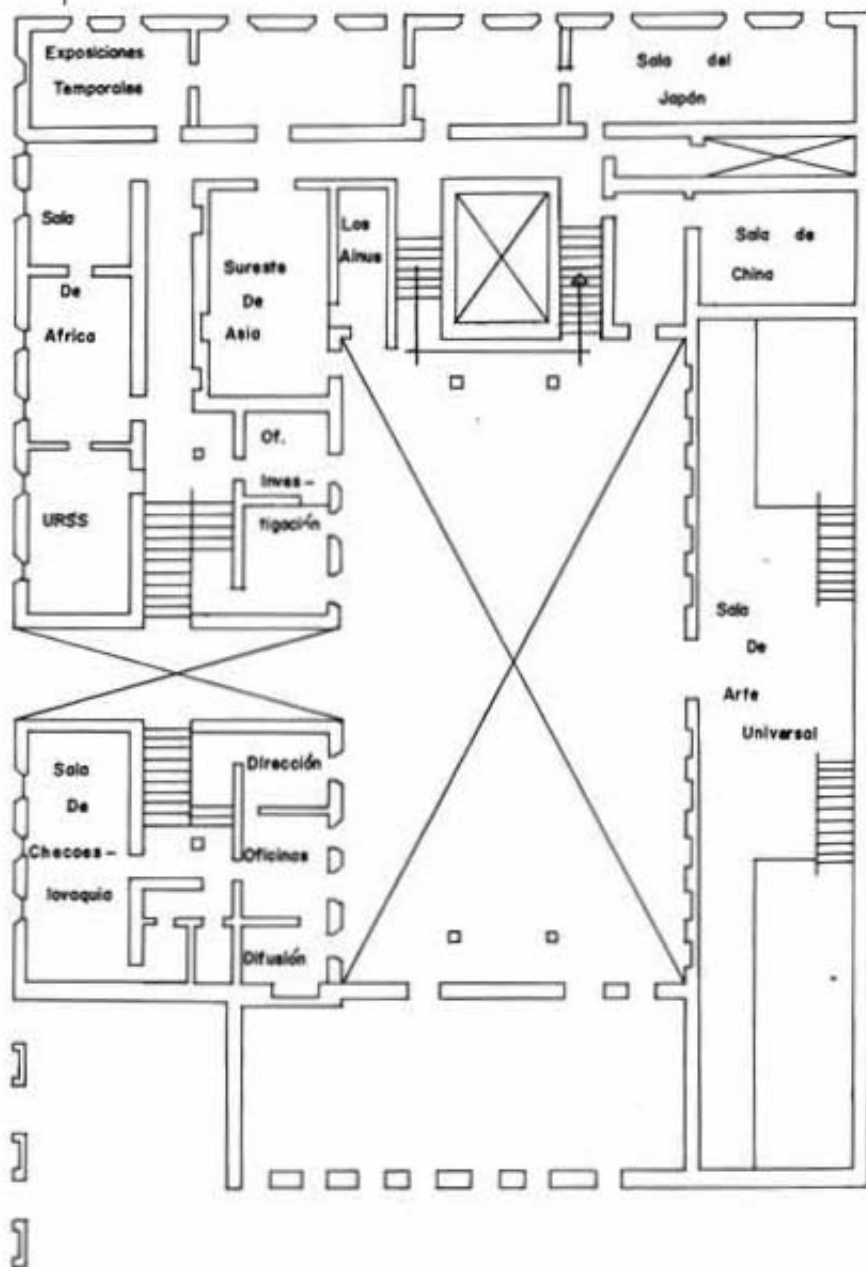 Exposiciones
Temporales
Sala del
Japón
Sala
De
Africa
Sureste
De
Asia
Los
Ainus
Sala de
China
URSS
Of.
Inves-
tigación
Sala
De
Arte
Universal
Sala
De
Checoes-
lovaquia
Dirección
Oficinas
Difusión